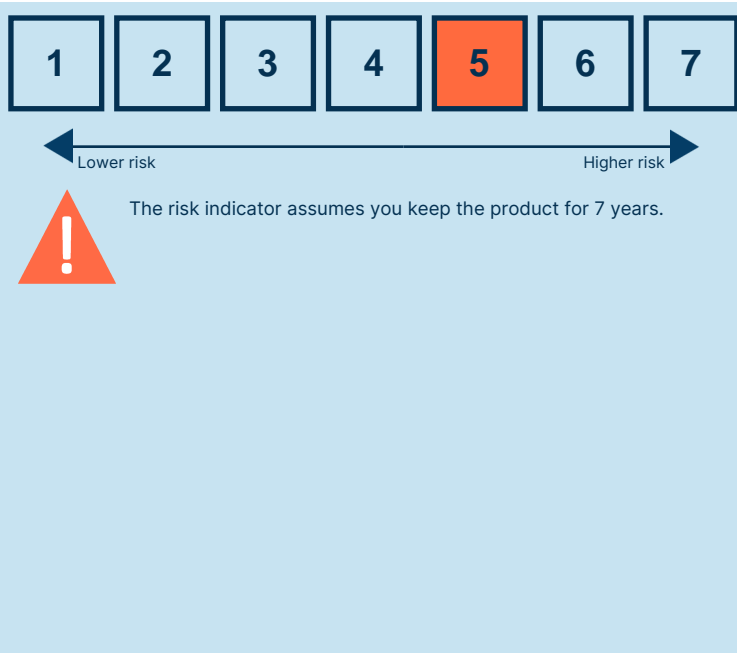 1 2 3 4 5 6 7
Lower risk Higher risk
!
The risk indicator assumes you keep the product for 7 years.